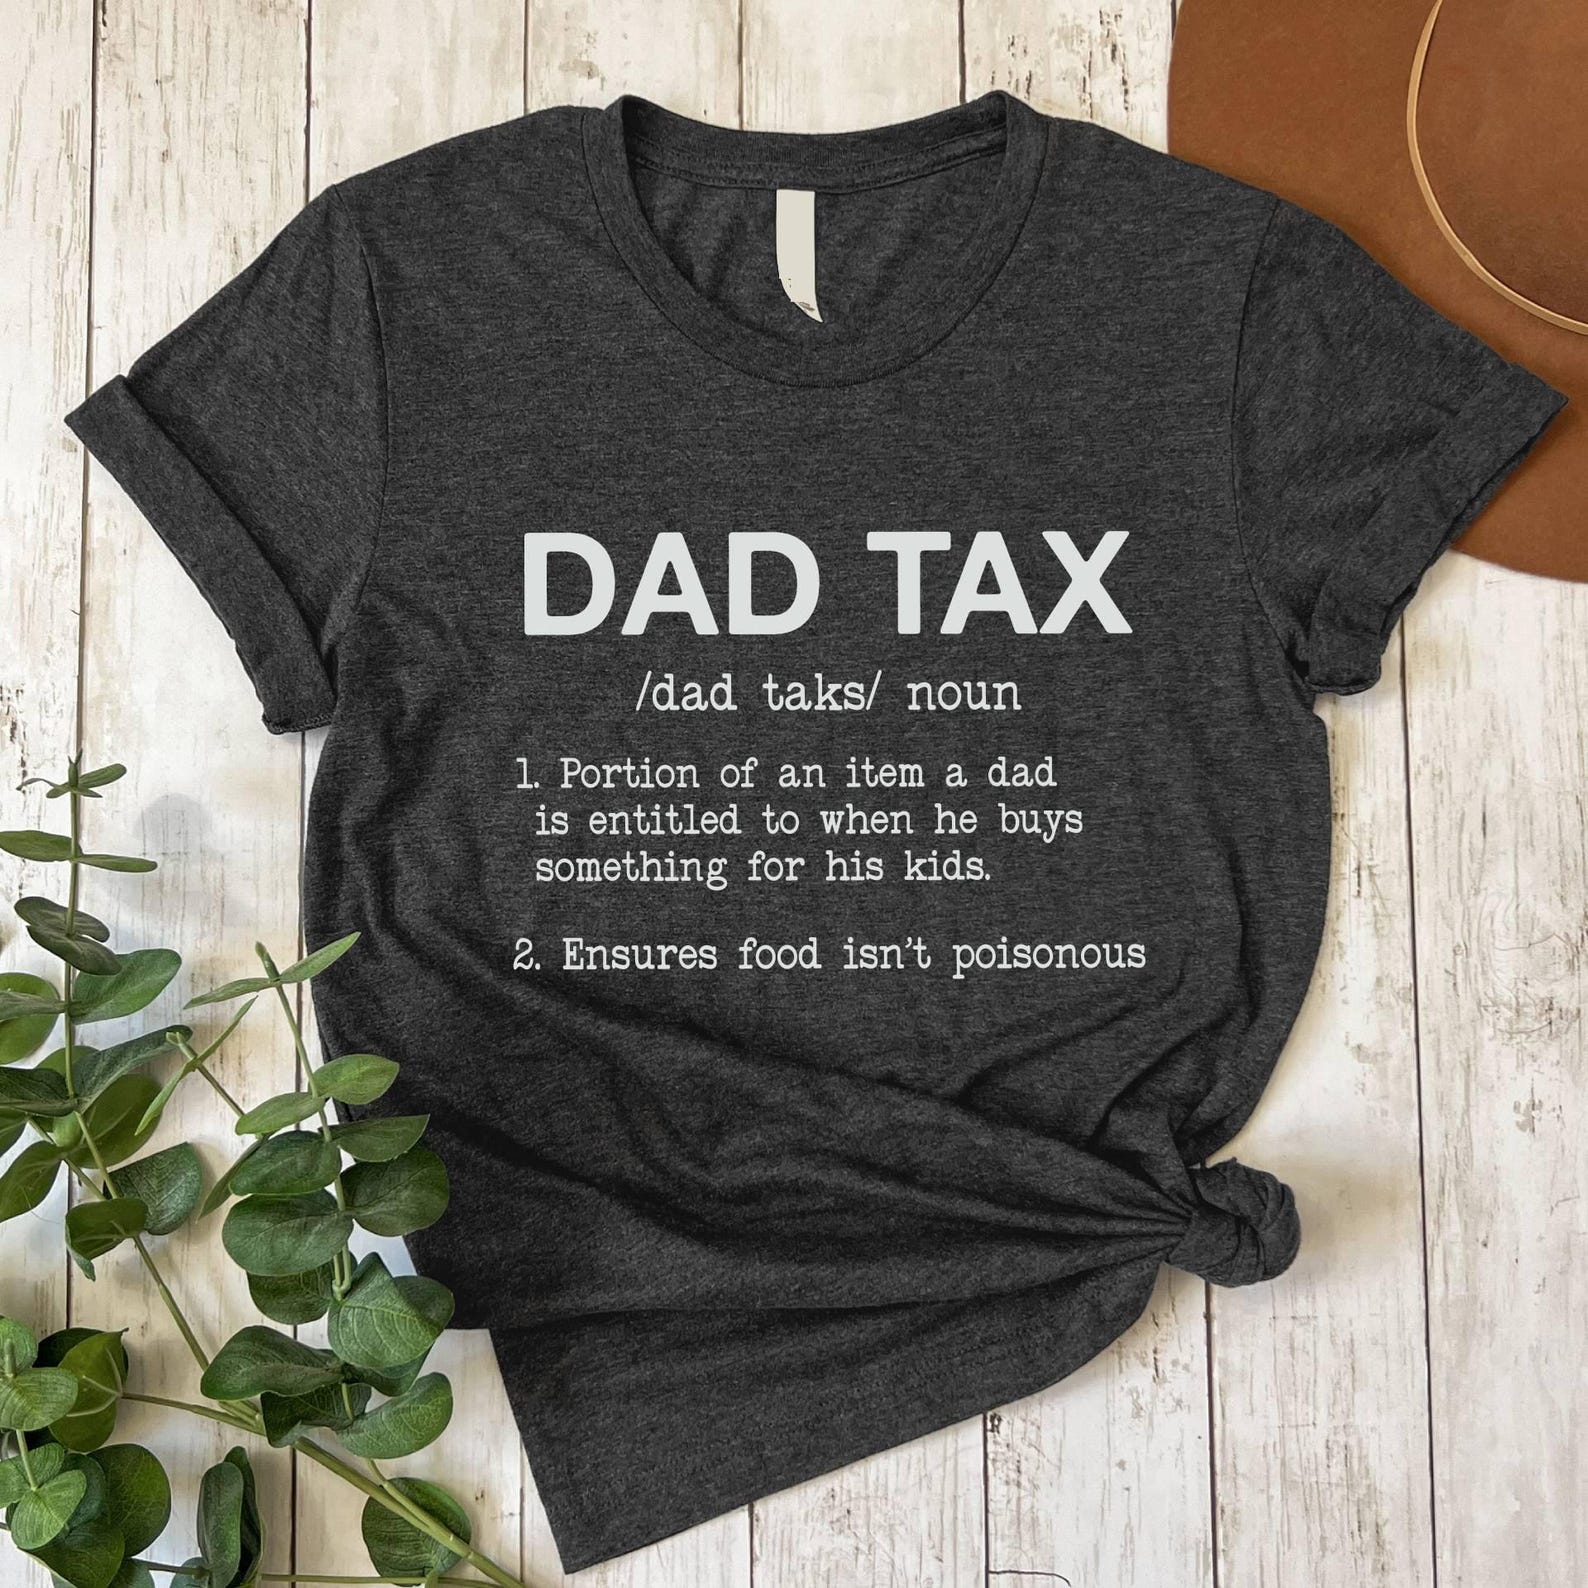 DAD TAX
/dad taks/ noun
1. Portion of an item a dad
is entitled to when he buys
something for his kids.
2. Ensures food isn't poisonous